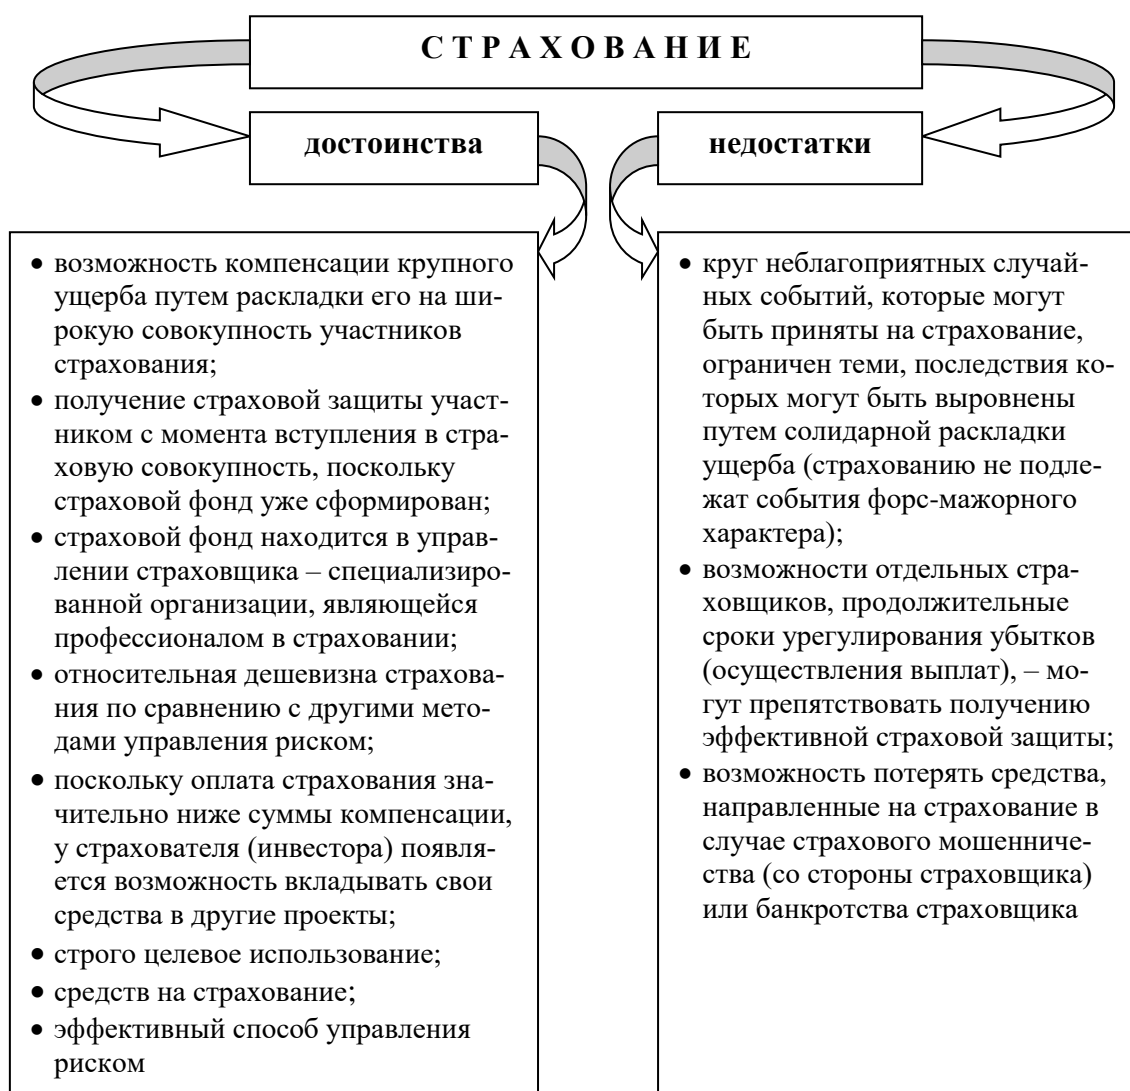 СТРАХОВАНИЕ
достоинства
недостатки
• возможность компенсации крупного
ущерба путем раскладки его на ши-
рокую совокупность участников
страхования;
• получение страховой защиты участ-
ником с момента вступления в стра-
ховую совокупность, поскольку
страховой фонд уже сформирован;
• страховой фонд находится в управ-
лении страховщика – специализиро-
ванной организации, являющейся
профессионалом в страховании;
• относительная дешевизна страхова-
ния по сравнению с другими мето-
дами управления риском;
• поскольку оплата страхования зна-
чительно ниже суммы компенсации,
у страхователя (инвестора) появля-
ется возможность вкладывать свои
средства в другие проекты;
• строго целевое использование;
• средств на страхование;
• эффективный способ управления
риском
• круг неблагоприятных случай-
ных событий, которые могут
быть приняты на страхование,
ограничен теми, последствия ко-
торых могут быть выровнены
путем солидарной раскладки
ущерба (страхованию не подле-
жат события форс-мажорного
характера);
• возможности отдельных стра-
ховщиков, продолжительные
сроки урегулирования убытков
(осуществления выплат), – мо-
гут препятствовать получению
эффективной страховой защиты;
• возможность потерять средства,
направленные на страхование в
случае страхового мошенниче-
ства (со стороны страховщика)
или банкротства страховщика